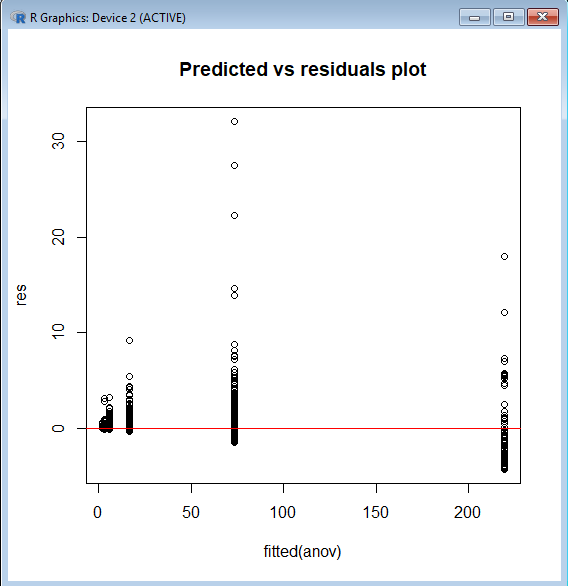 R Graphics: Device 2 (ACTIVE)
Predicted vs residuals plot
30
20
10
0
res
0 50 100 150 200
fitted(anov)